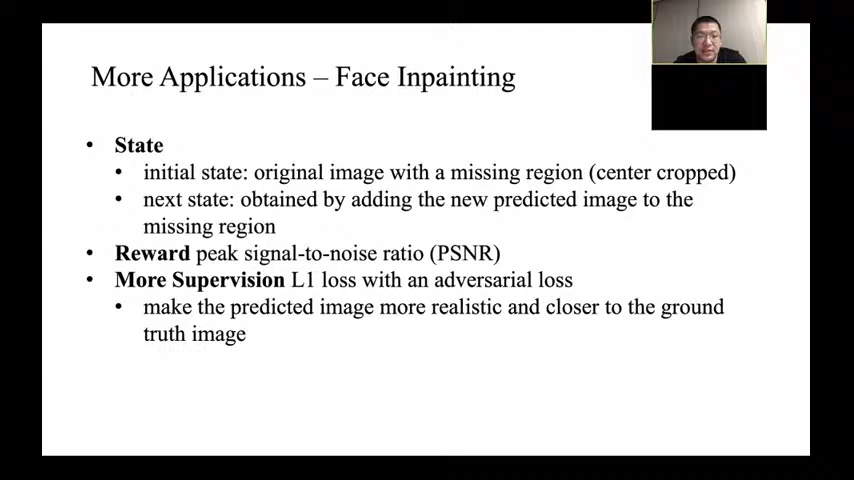 More Applications – Face Inpainting
• State
• initial state: original image with a missing region (center cropped)
• next state: obtained by adding the new predicted image to the
missing region
• Reward peak signal-to-noise ratio (PSNR)
• More Supervision L1 loss with an adversarial loss
• make the predicted image more realistic and closer to the ground
truth image